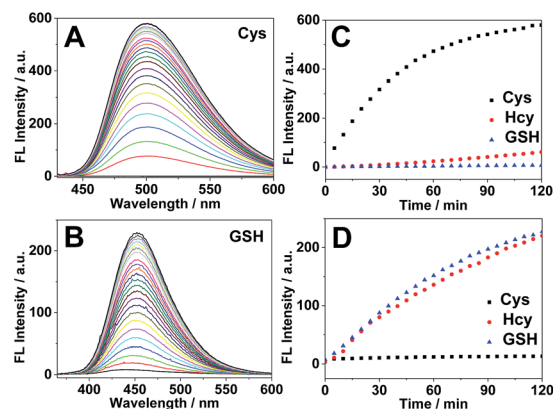 A
Cys
FL Intensity / a.u.
600
400
200
0
450
500
550
600
Wavelength / nm
C
FL Intensity / a.u.
600
400
200
0
Cys
Hcy
GSH
0
30
60
90
120
Time / min
B
GSH
FL Intensity / a.u.
200
100
0
400
450
500
550
600
Wavelength / nm
D
FL Intensity / a.u.
200
100
0
Cys
Hcy
GSH
0
30
60
90
120
Time / min